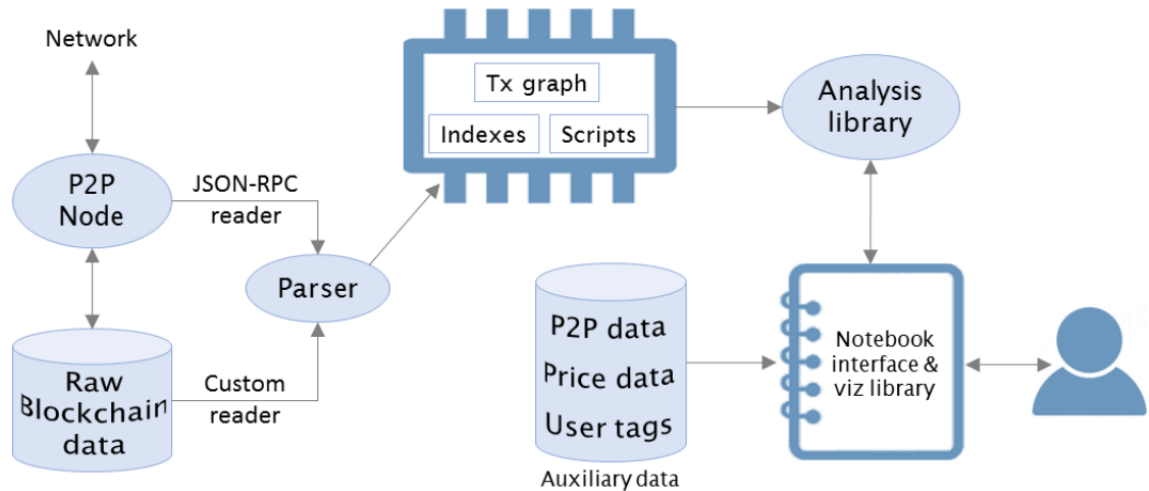 Network
P2P
Node
JSON-RPC
reader
Parser
Raw
Blockchain
data
Custom
reader
Tx graph
Indexes
Scripts
Analysis
library
P2P data
Price data
User tags
Auxiliary data
Notebook
interface &
viz library